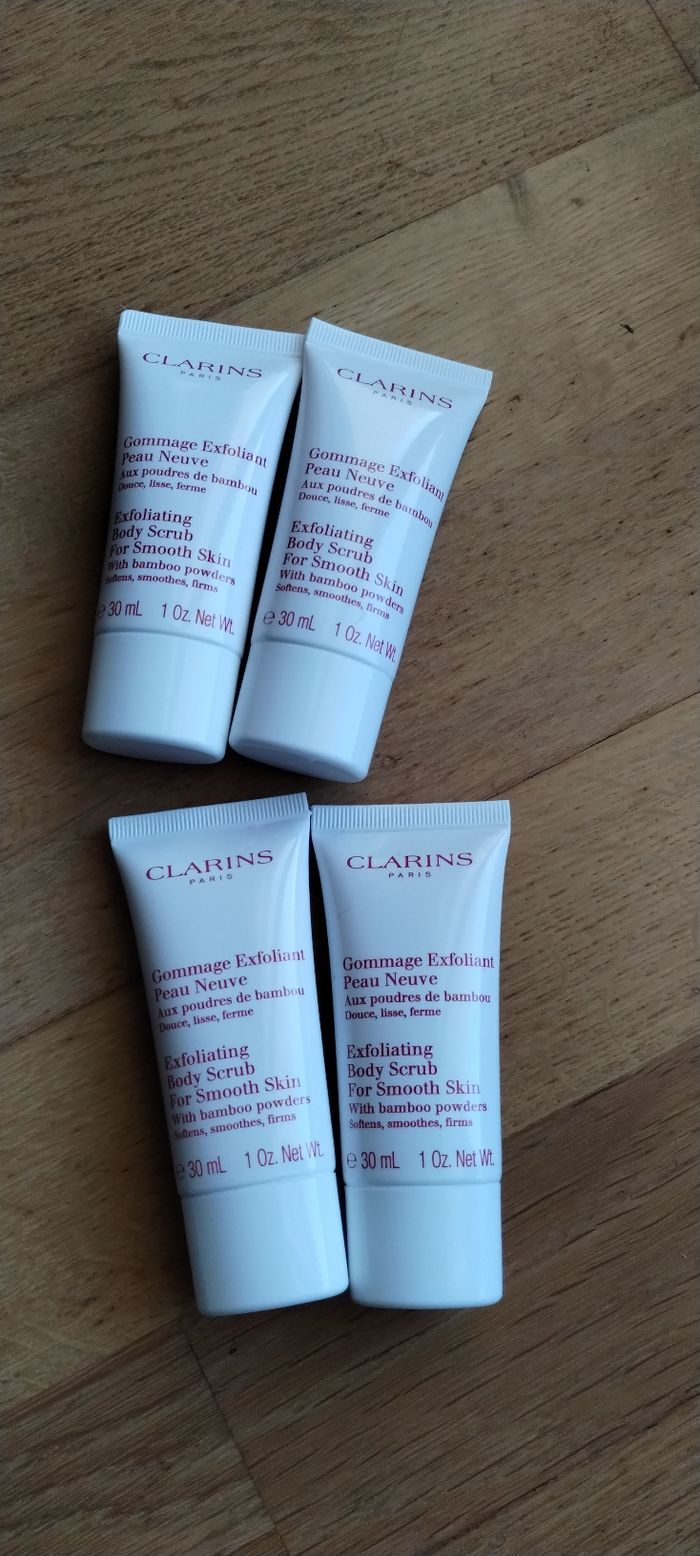 CLARINS
PARIS
Gommage Exfoliant
Peau Neuve
Aux poudres de bambou
Douce, lisse, ferme
Exfoliating
Body Scrub
For Smooth Skin
With bamboo powders
Softens, smoothes, firms
℮ 30 mL 1 Oz. Net Wt.
CLARINS
PARIS
Gommage Exfoliant
Peau Neuve
Aux poudres de bambou
Douce, lisse, ferme
Exfoliating
Body Scrub
For Smooth Skin
With bamboo powders
Softens, smoothes, firms
℮ 30 mL 1 Oz. Net Wt.
CLARINS
PARIS
Gommage Exfoliant
Peau Neuve
Aux poudres de bambou
Douce, lisse, ferme
Exfoliating
Body Scrub
For Smooth Skin
With bamboo powders
Softens, smoothes, firms
℮ 30 mL 1 Oz. Net Wt.
CLARINS
PARIS
Gommage Exfoliant
Peau Neuve
Aux poudres de bambou
Douce, lisse, ferme
Exfoliating
Body Scrub
For Smooth Skin
With bamboo powders
Softens, smoothes, firms
℮ 30 mL 1 Oz. Net Wt.